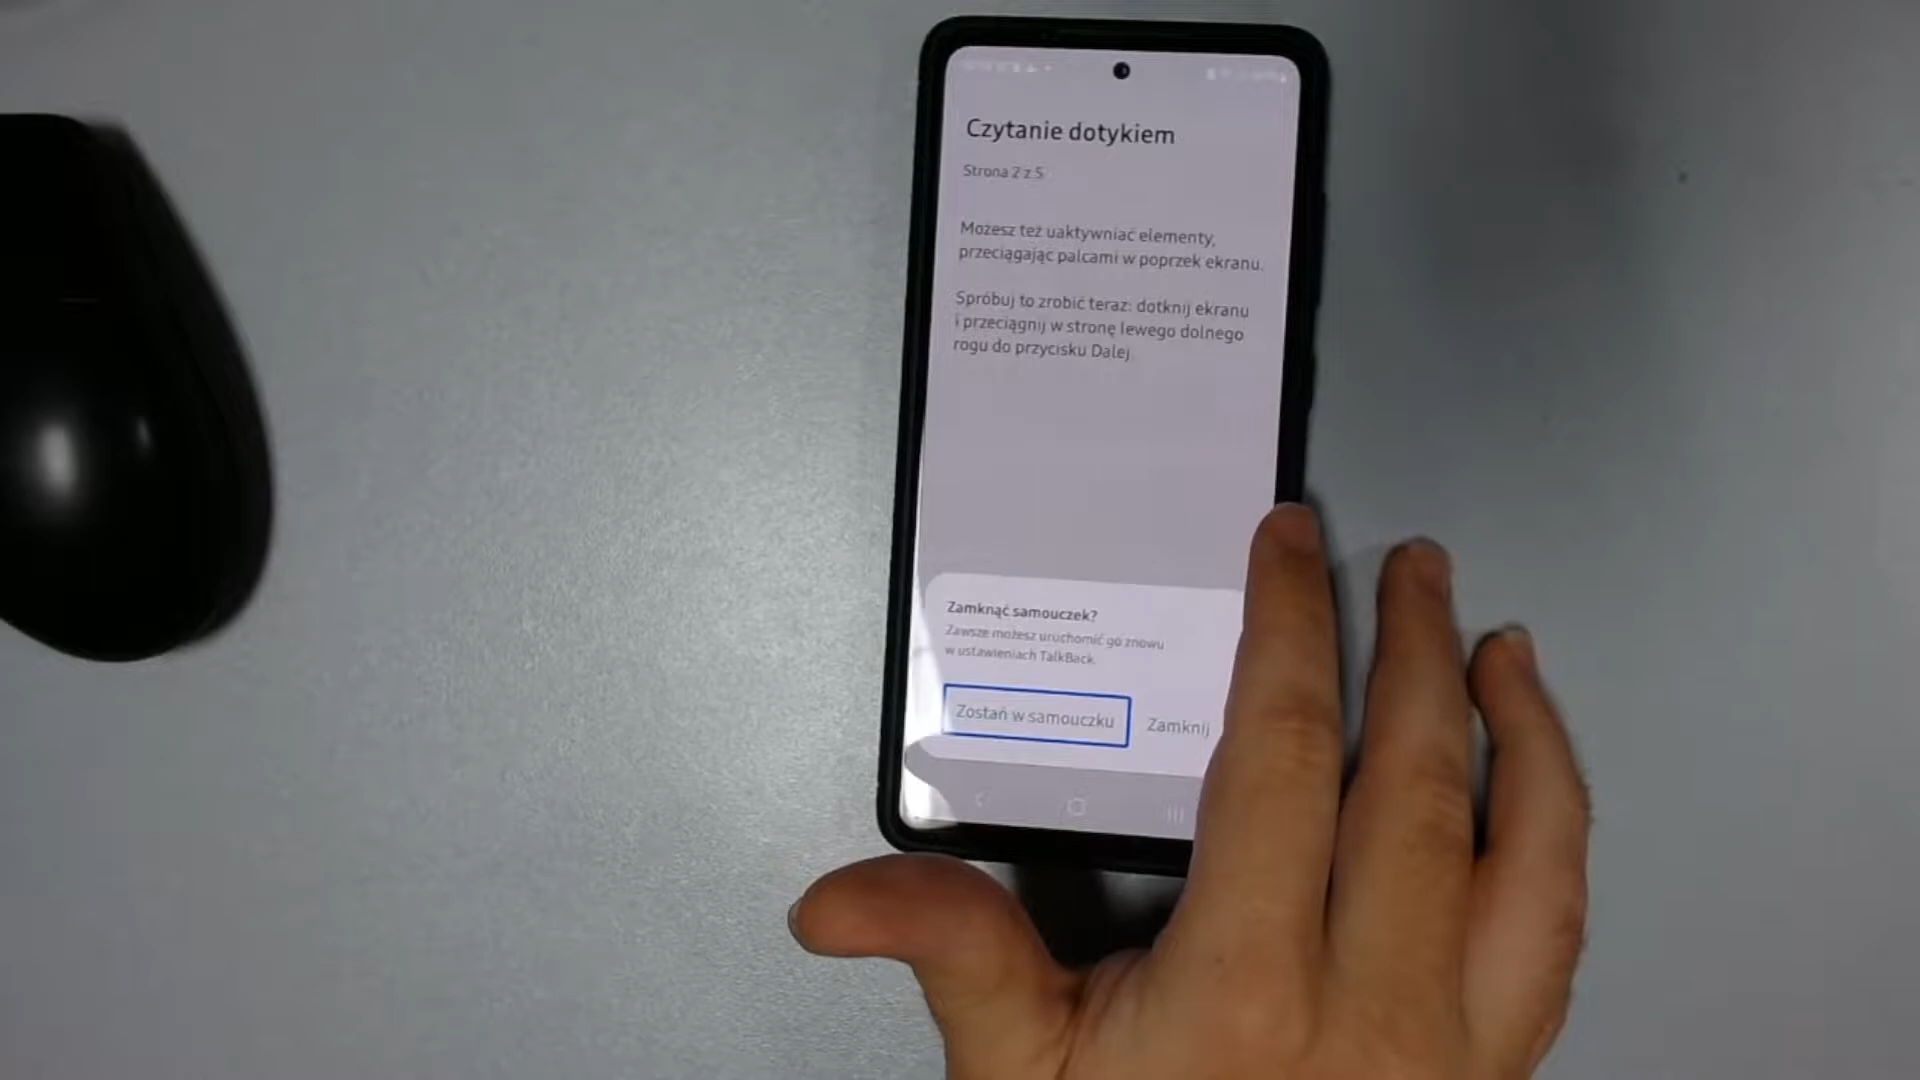 Czytanie dotykiem
Strona 2 z 5
Możesz też uaktywniać elementy,
przeciągając palcami w poprzek ekranu.
Spróbuj to zrobić teraz: dotknij ekranu
i przeciągnij w stronę lewego dolnego
rogu do przycisku Dalej.
Zamknąć samouczek?
Zawsze możesz uruchomić go znowu
w ustawieniach TalkBack.
Zostań w samouczku
Zamknij